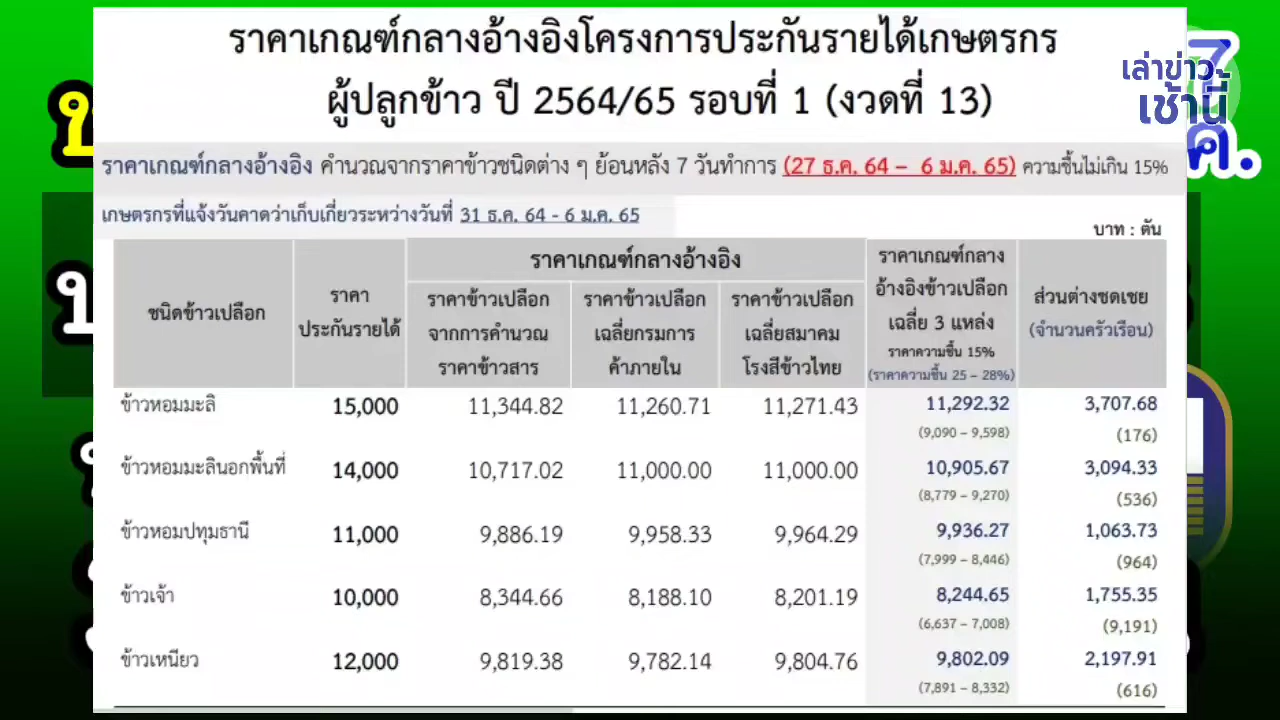 ราคาเกณฑ์กลางอ้างอิงโครงการประกันรายได้เกษตรกร
ผู้ปลูกข้าว ปี 2564/65 รอบที่ 1 (งวดที่ 13)
เล่าข่าว
เช้านี้
7
ค.
ราคาเกณฑ์กลางอ้างอิง คำนวณจากราคาข้าวชนิดต่าง ๆ ย้อนหลัง 7 วันทำการ (27 ธ.ค. 64 – 6 ม.ค. 65) ความชื้นไม่เกิน 15%
เกษตรกรที่แจ้งวันคาดว่าเก็บเกี่ยวระหว่างวันที่ 31 ธ.ค. 64 - 6 ม.ค. 65
บาท : ตัน
ชนิดข้าวเปลือก
ราคา
ประกันรายได้
ราคาเกณฑ์กลางอ้างอิง
ราคาข้าวเปลือก
จากการคำนวณ
ราคาข้าวสาร
ราคาข้าวเปลือก
เฉลี่ยกรมการ
ค้าภายใน
ราคาข้าวเปลือก
เฉลี่ยสมาคม
โรงสีข้าวไทย
ราคาเกณฑ์กลาง
อ้างอิงข้าวเปลือก
เฉลี่ย 3 แหล่ง
ราคาความชื้น 15%
(ราคาความชื้น 25 – 28%)
ส่วนต่างชดเชย
(จำนวนครัวเรือน)
ข้าวหอมมะลิ 15,000 11,344.82 11,260.71 11,271.43 11,292.32 3,707.68
(9,090 – 9,598) (176)
ข้าวหอมมะลินอกพื้นที่ 14,000 10,717.02 11,000.00 11,000.00 10,905.67 3,094.33
(8,779 – 9,270) (536)
ข้าวหอมปทุมธานี 11,000 9,886.19 9,958.33 9,964.29 9,936.27 1,063.73
(7,999 – 8,446) (964)
ข้าวเจ้า 10,000 8,344.66 8,188.10 8,201.19 8,244.65 1,755.35
(6,637 – 7,008) (9,191)
ข้าวเหนียว 12,000 9,819.38 9,782.14 9,804.76 9,802.09 2,197.91
(7,891 – 8,332) (616)